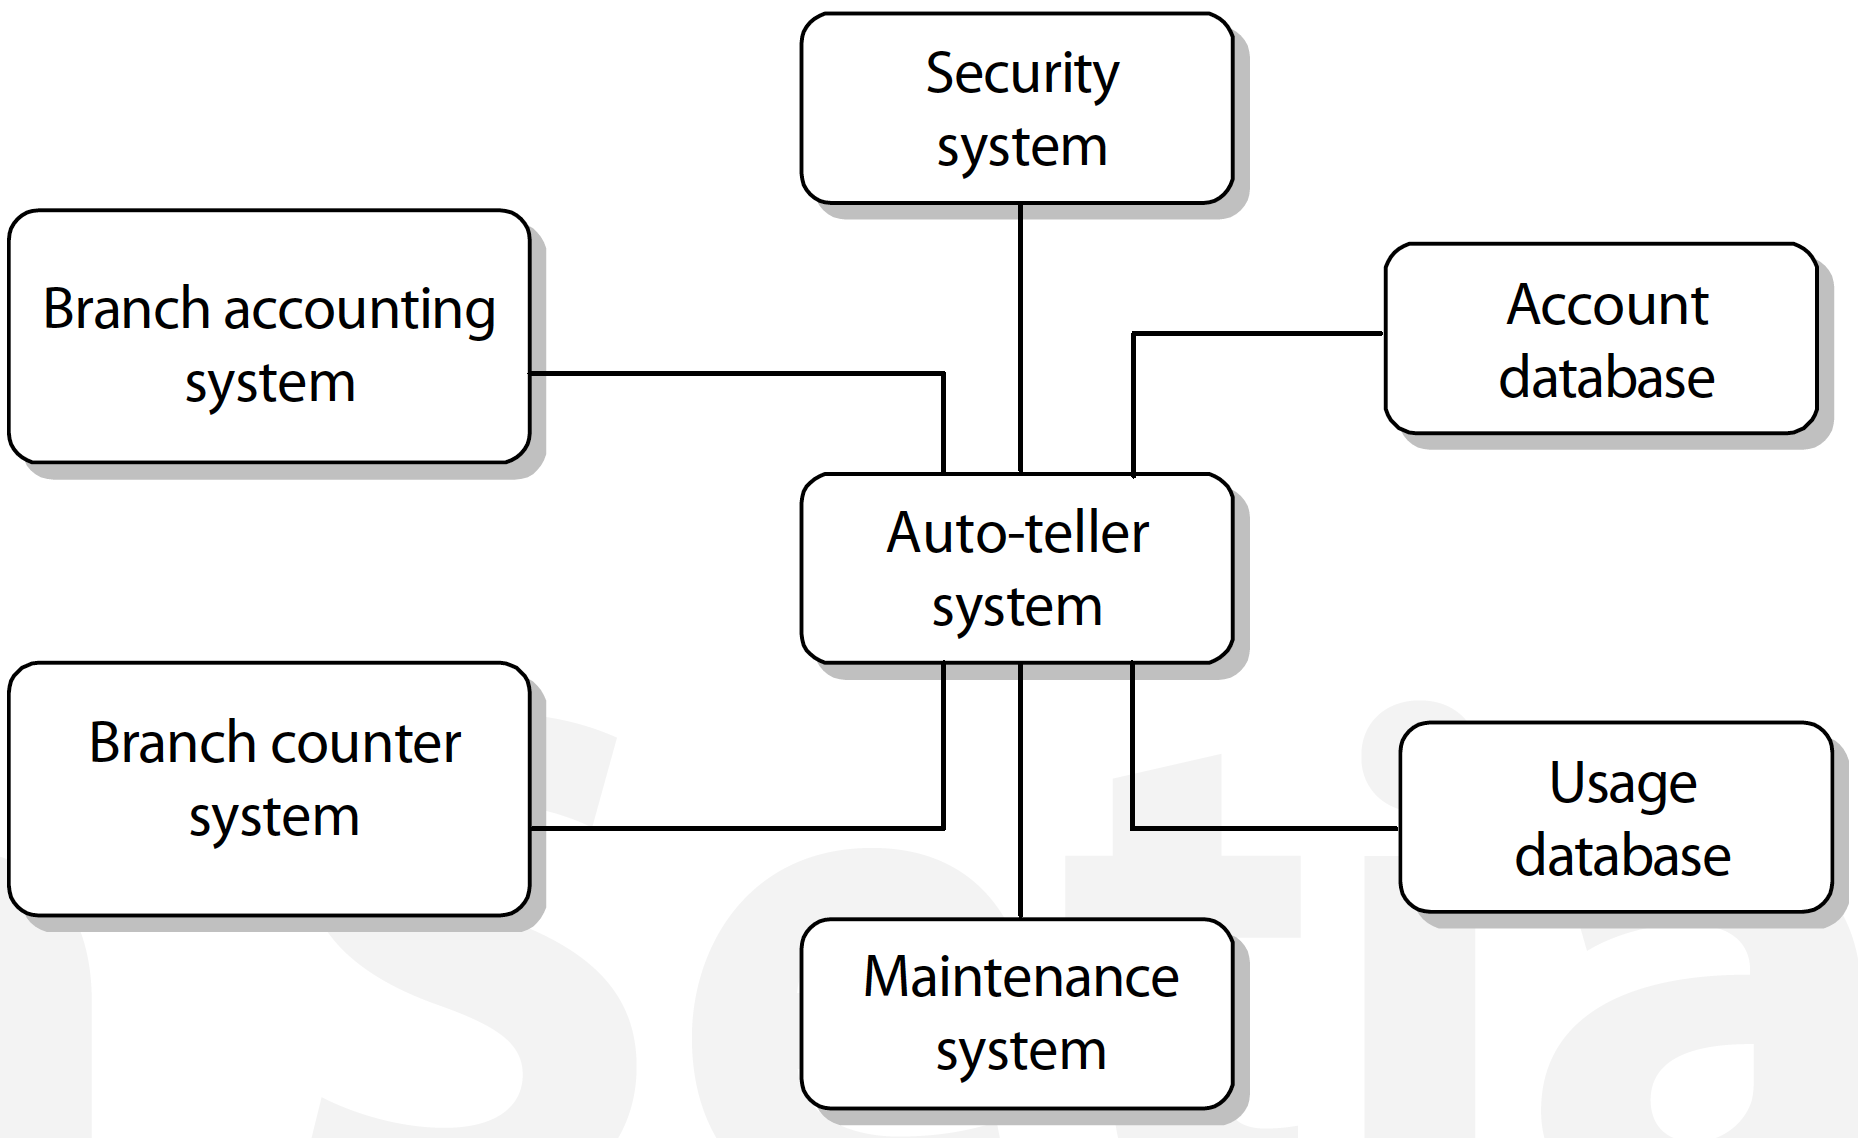 Security
system
Branch accounting
system
Account
database
Auto-teller
system
Branch counter
system
Usage
database
Maintenance
system